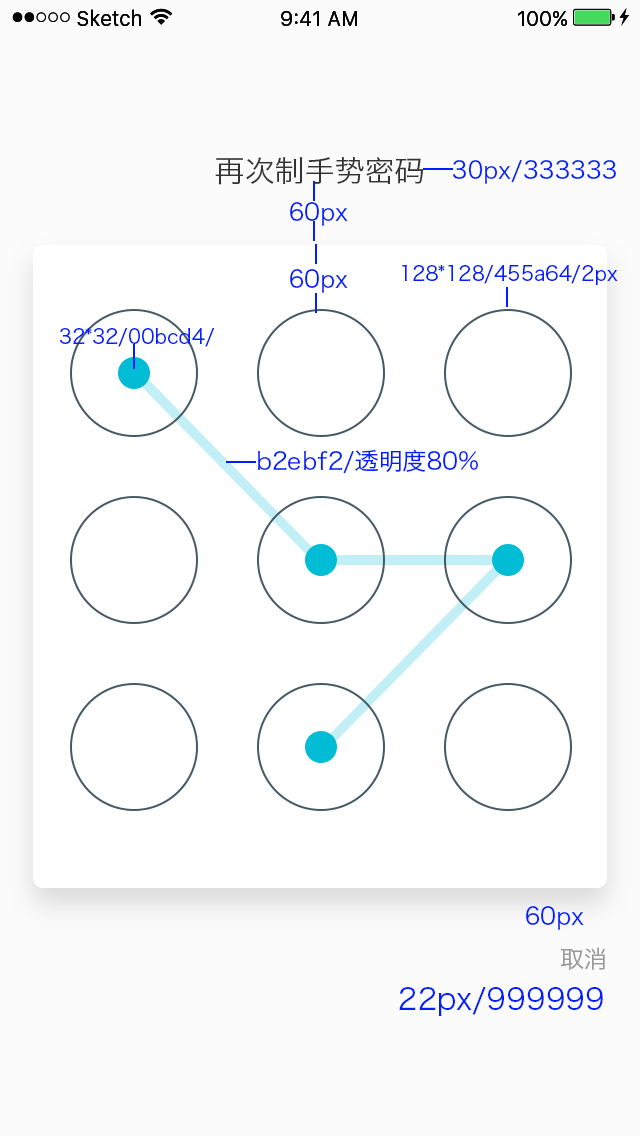 Sketch 9:41 AM 100%
再次制手势密码 30px/333333
60px
60px 128*128/455a64/2px
32*32/00bcd4/
b2ebf2/透明度80%
60px
取消
22px/999999